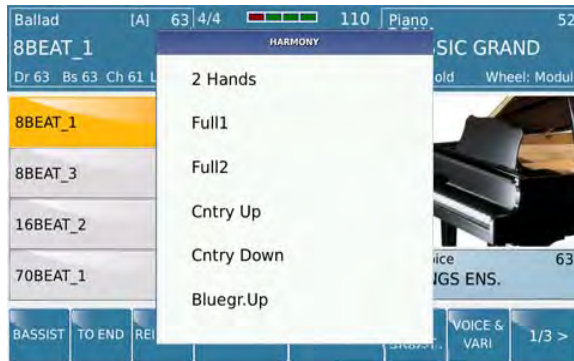 Ballad [A] 63 4/4 110 Piano 52
HARMONY
8BEAT_1 SIC GRAND
Dr 63 Bs 63 Ch 61 L old Wheel: Modul
2 Hands
8BEAT_1
Full1
8BEAT_3
Full2
16BEAT_2
Cntry Up
Cntry Down
oice 63
70BEAT_1
NGS ENS.
Bluegr.Up
BASSIST TO END REI VOICE & VARI 1/3 >